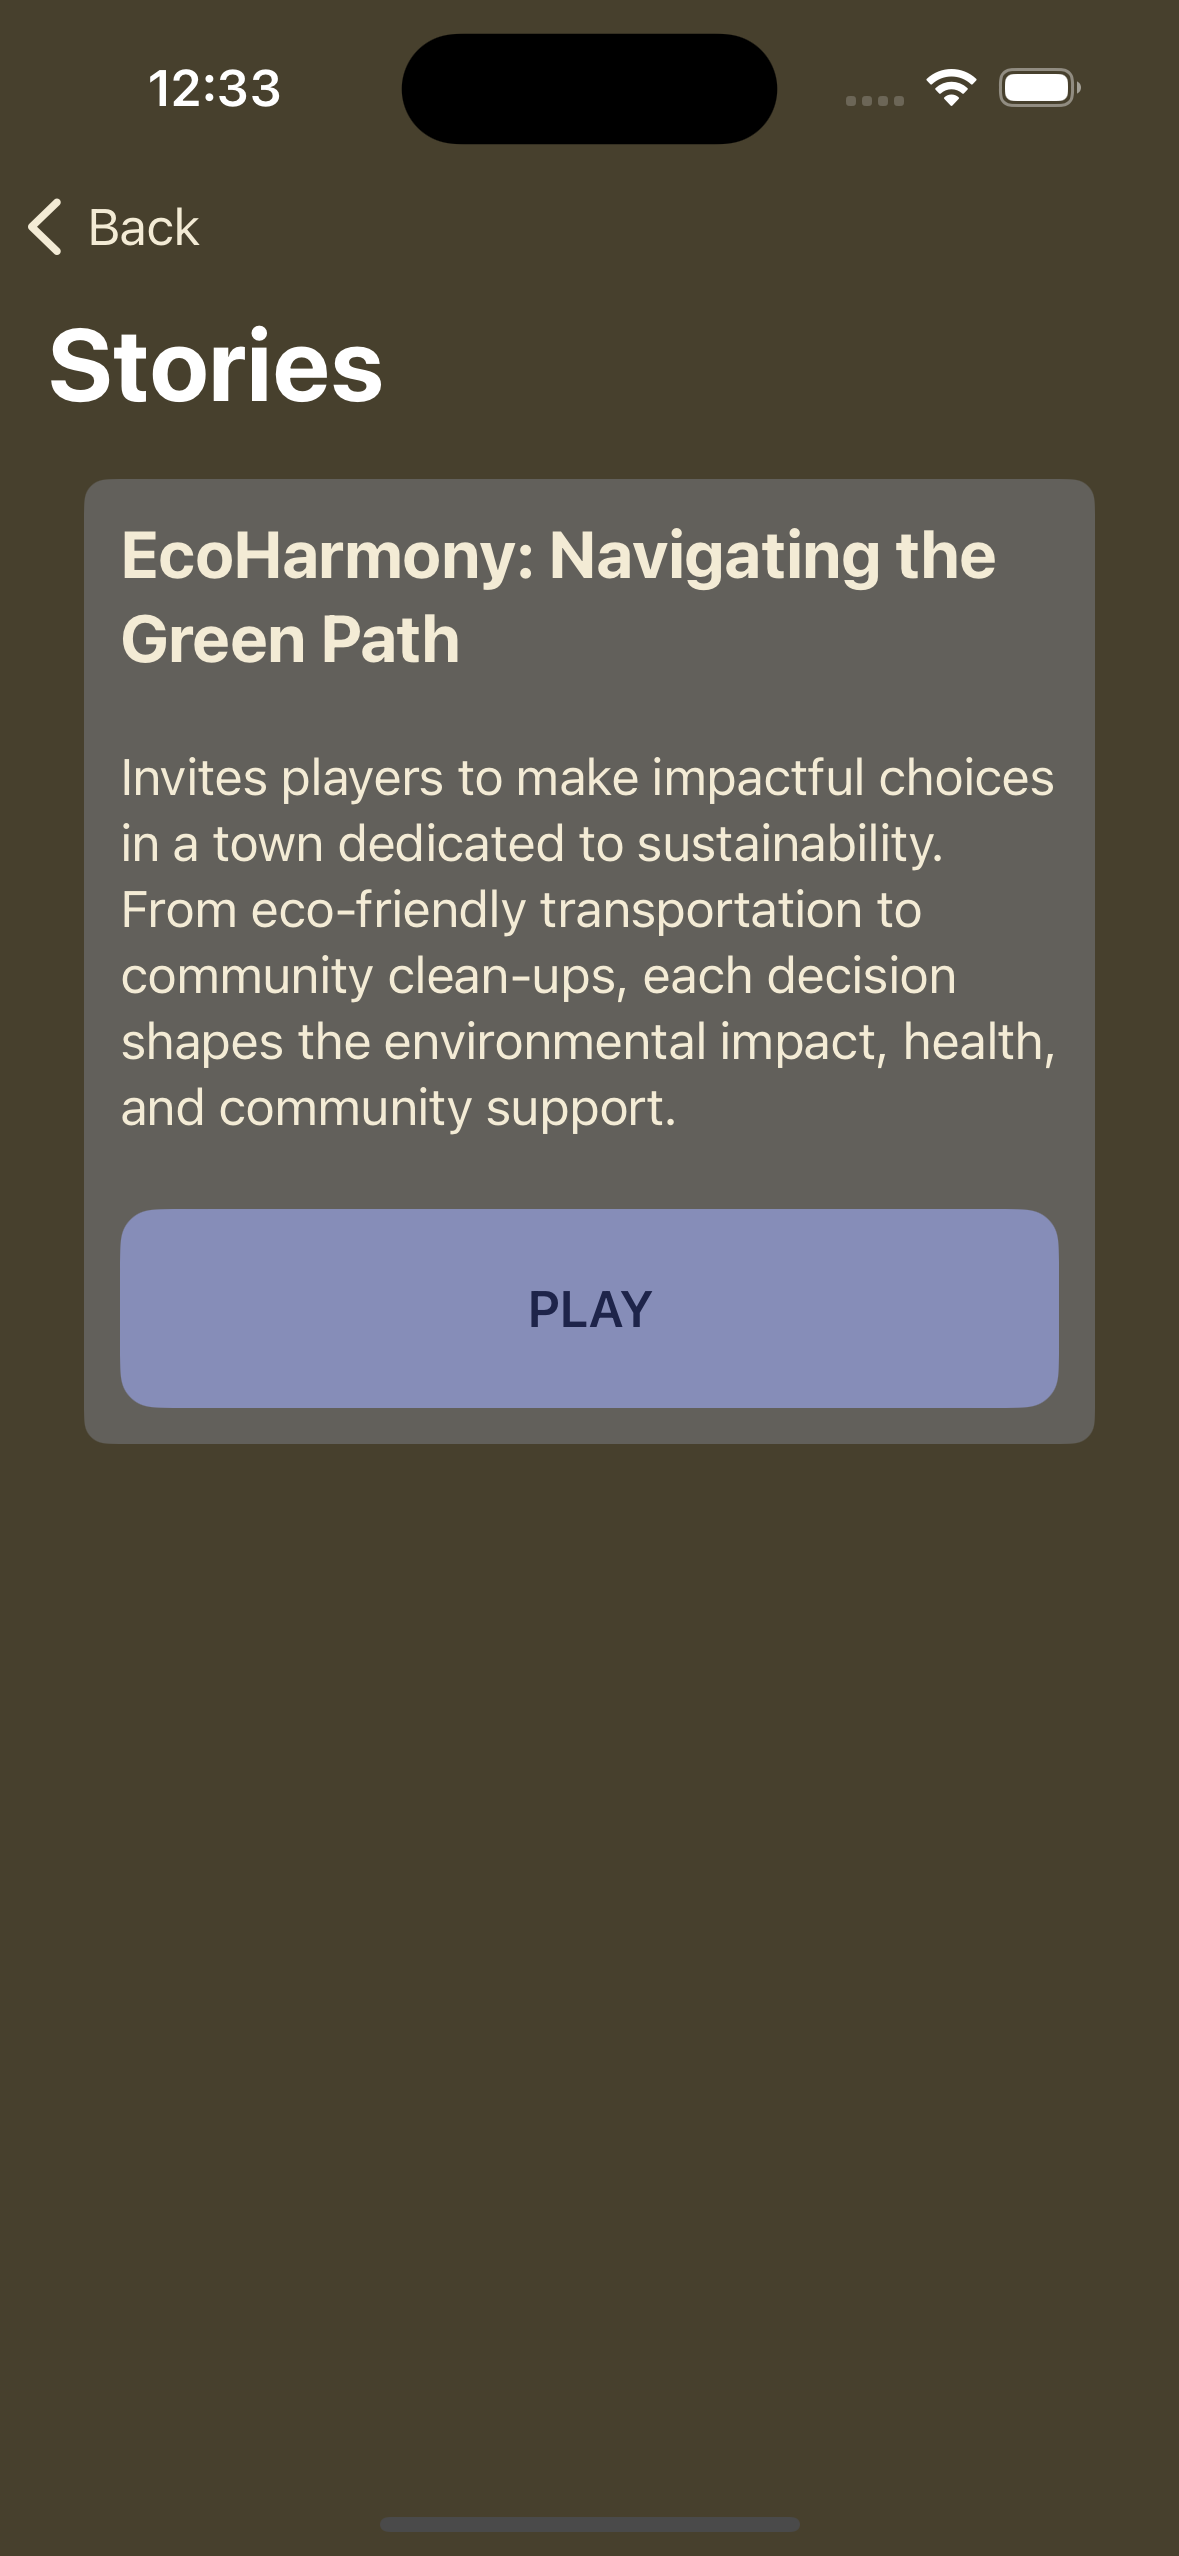 12:33
Back
Stories
EcoHarmony: Navigating the
Green Path
Invites players to make impactful choices
in a town dedicated to sustainability.
From eco-friendly transportation to
community clean-ups, each decision
shapes the environmental impact, health,
and community support.
PLAY